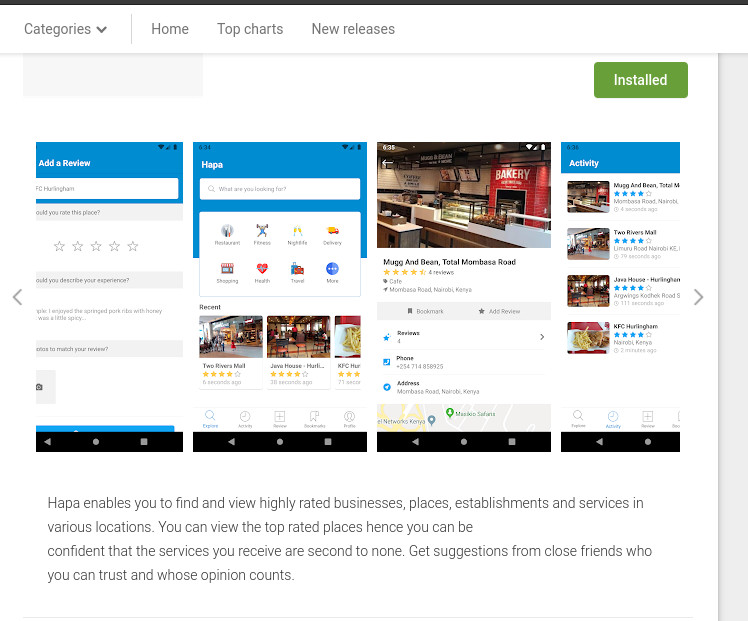 Categories
Home
Top charts
New releases
Installed
Add a Review
FC Hurlingham
ould you rate this place?
ould you describe your experience?
ple: I enjoyed the springed pork ribs with honey
was a little spicy...
otos to match your review?
6:34
Hapa
What are you looking for?
Restaurant
Fitness
Nightlife
Delivery
Shopping
Health
Travel
More
Recent
Two Rivers Mall
6 seconds ago
Java House - Hurli...
38 seconds ago
KFC Hur
71 secor
Explore
Activity
Review
Bookmarks
Profile
6:35
MUGG & BEAN
BAKERY
Mugg And Bean, Total Mombasa Road
4 reviews
Cafe
Mombasa Road, Nairobi, Kenya
Bookmark
Add Review
Reviews
4
Phone
+254 714 858925
Address
Mombasa Road, Nairobi, Kenya
Masikio Safaris
el Networks Kenya
6:36
Activity
Mugg And Bean, Total M
Mombasa Road, Nairobi,
4 seconds ago
Two Rivers Mall
Limuru Road Nairobi KE,
79 seconds ago
Java House - Hurlingham
Argwings Kodhek Road S
111 seconds ago
KFC Hurlingham
Nairobi, Kenya
2 minutes ago
Explore
Activity
Review
Boo
Hapa enables you to find and view highly rated businesses, places, establishments and services in
various locations. You can view the top rated places hence you can be
confident that the services you receive are second to none. Get suggestions from close friends who
you can trust and whose opinion counts.